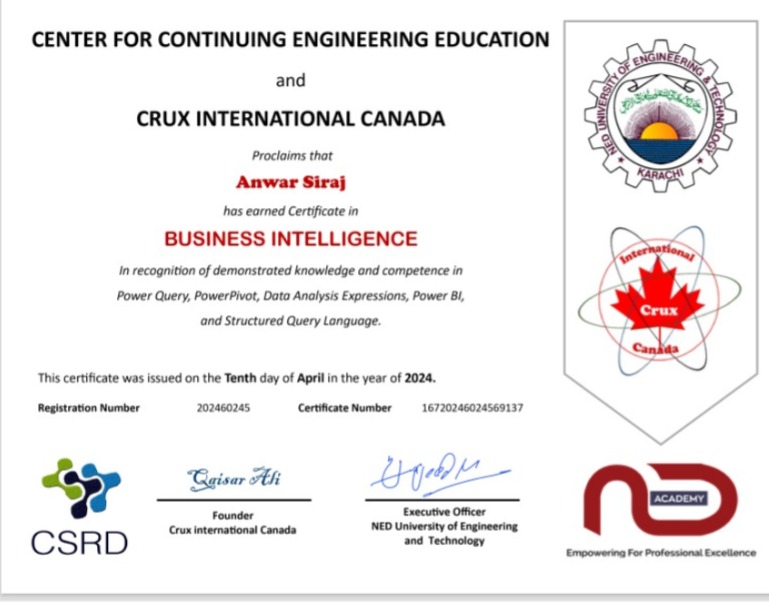 CENTER FOR CONTINUING ENGINEERING EDUCATION
and
CRUX INTERNATIONAL CANADA
Proclaims that
Anwar Siraj
has earned Certificate in
BUSINESS INTELLIGENCE
In recognition of demonstrated knowledge and competence in
Power Query, PowerPivot, Data Analysis Expressions, Power BI,
and Structured Query Language.
This certificate was issued on the Tenth day of April in the year of 2024.
Registration Number 202460245 Certificate Number 16720246024569137
CSRD
Qaisar Ali
Founder
Crux international Canada
Executive Officer
NED University of Engineering
and Technology
NED UNIVERSITY OF ENGINEERING & TECHNOLOGY
KARACHI
International
Crux
Canada
ACADEMY
Empowering For Professional Excellence